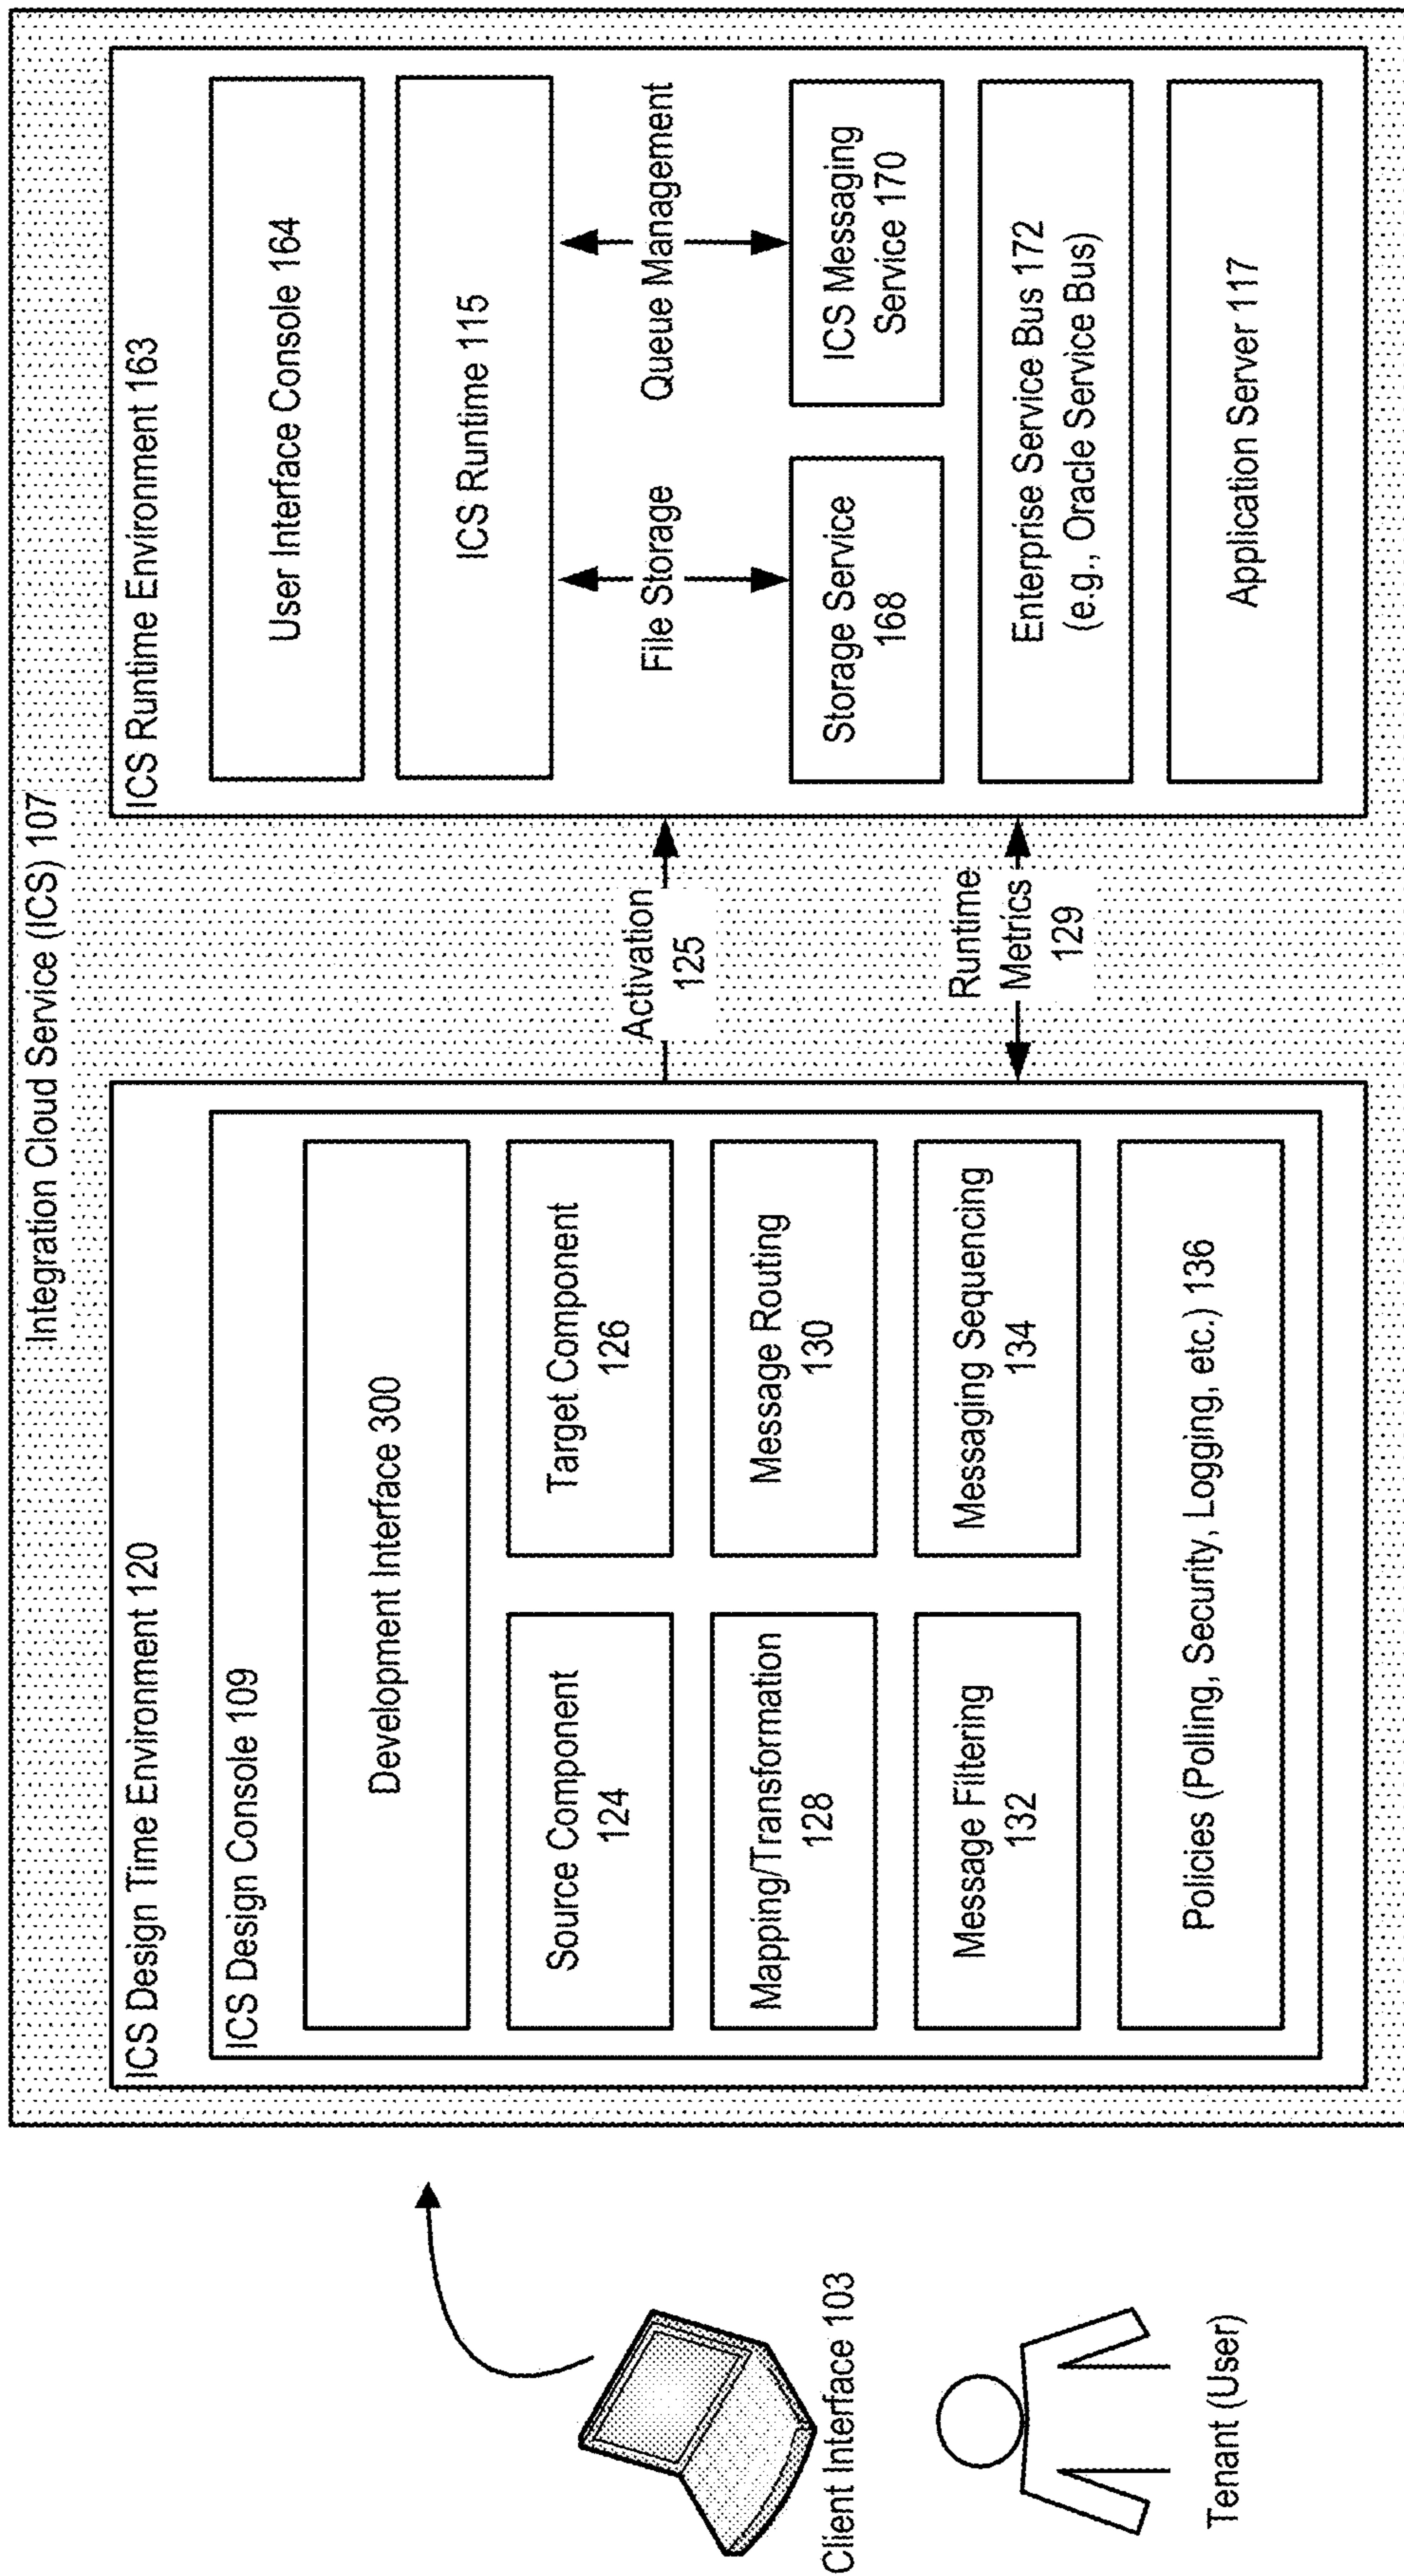 Integration Cloud Service (ICS) 107
ICS Design Time Environment 120
ICS Design Console 109
Development Interface 300
Source Component
124
Target Component
126
Mapping/Transformation
128
Message Routing
130
Message Filtering
132
Messaging Sequencing
134
Policies (Polling, Security, Logging, etc.) 136
Activation
125
Runtime
Metrics
129
ICS Runtime Environment 163
User Interface Console 164
ICS Runtime 115
File Storage
Queue Management
Storage Service
168
ICS Messaging
Service 170
Enterprise Service Bus 172
(e.g., Oracle Service Bus)
Application Server 117
Client Interface 103
Tenant (User)